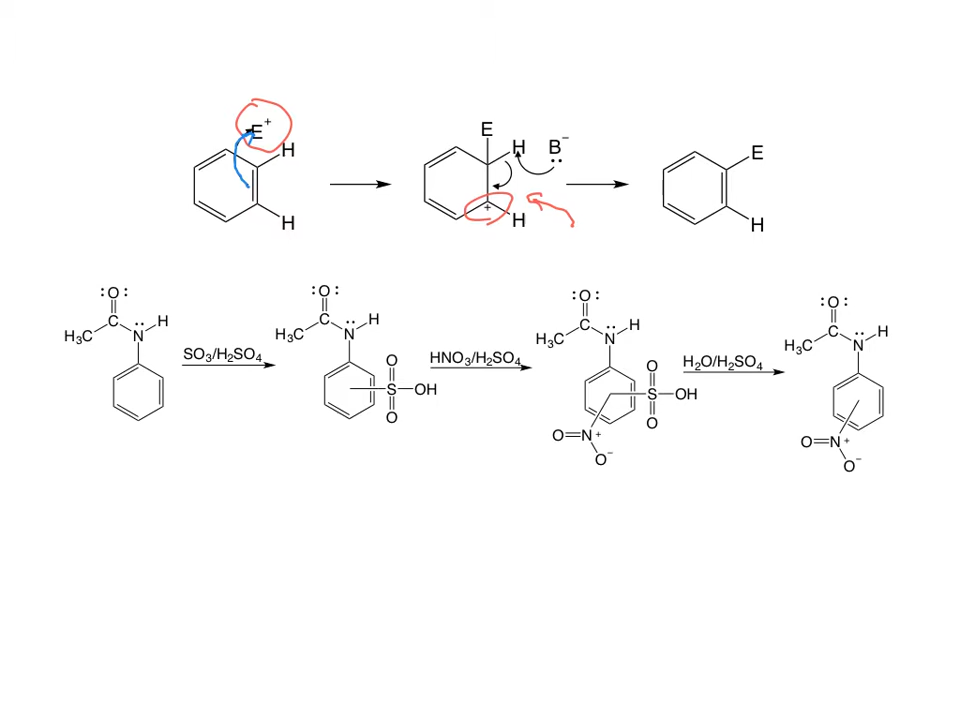 E+
H
H
E
H
B−
H
E
H
:O:
C
H3C
N
H
SO3/H2SO4
:O:
C
H3C
N
H
O
S
OH
O
HNO3/H2SO4
:O:
C
H3C
N
H
O
S
OH
O
O=N+
O−
H2O/H2SO4
:O:
C
H3C
N
H
O=N+
O−